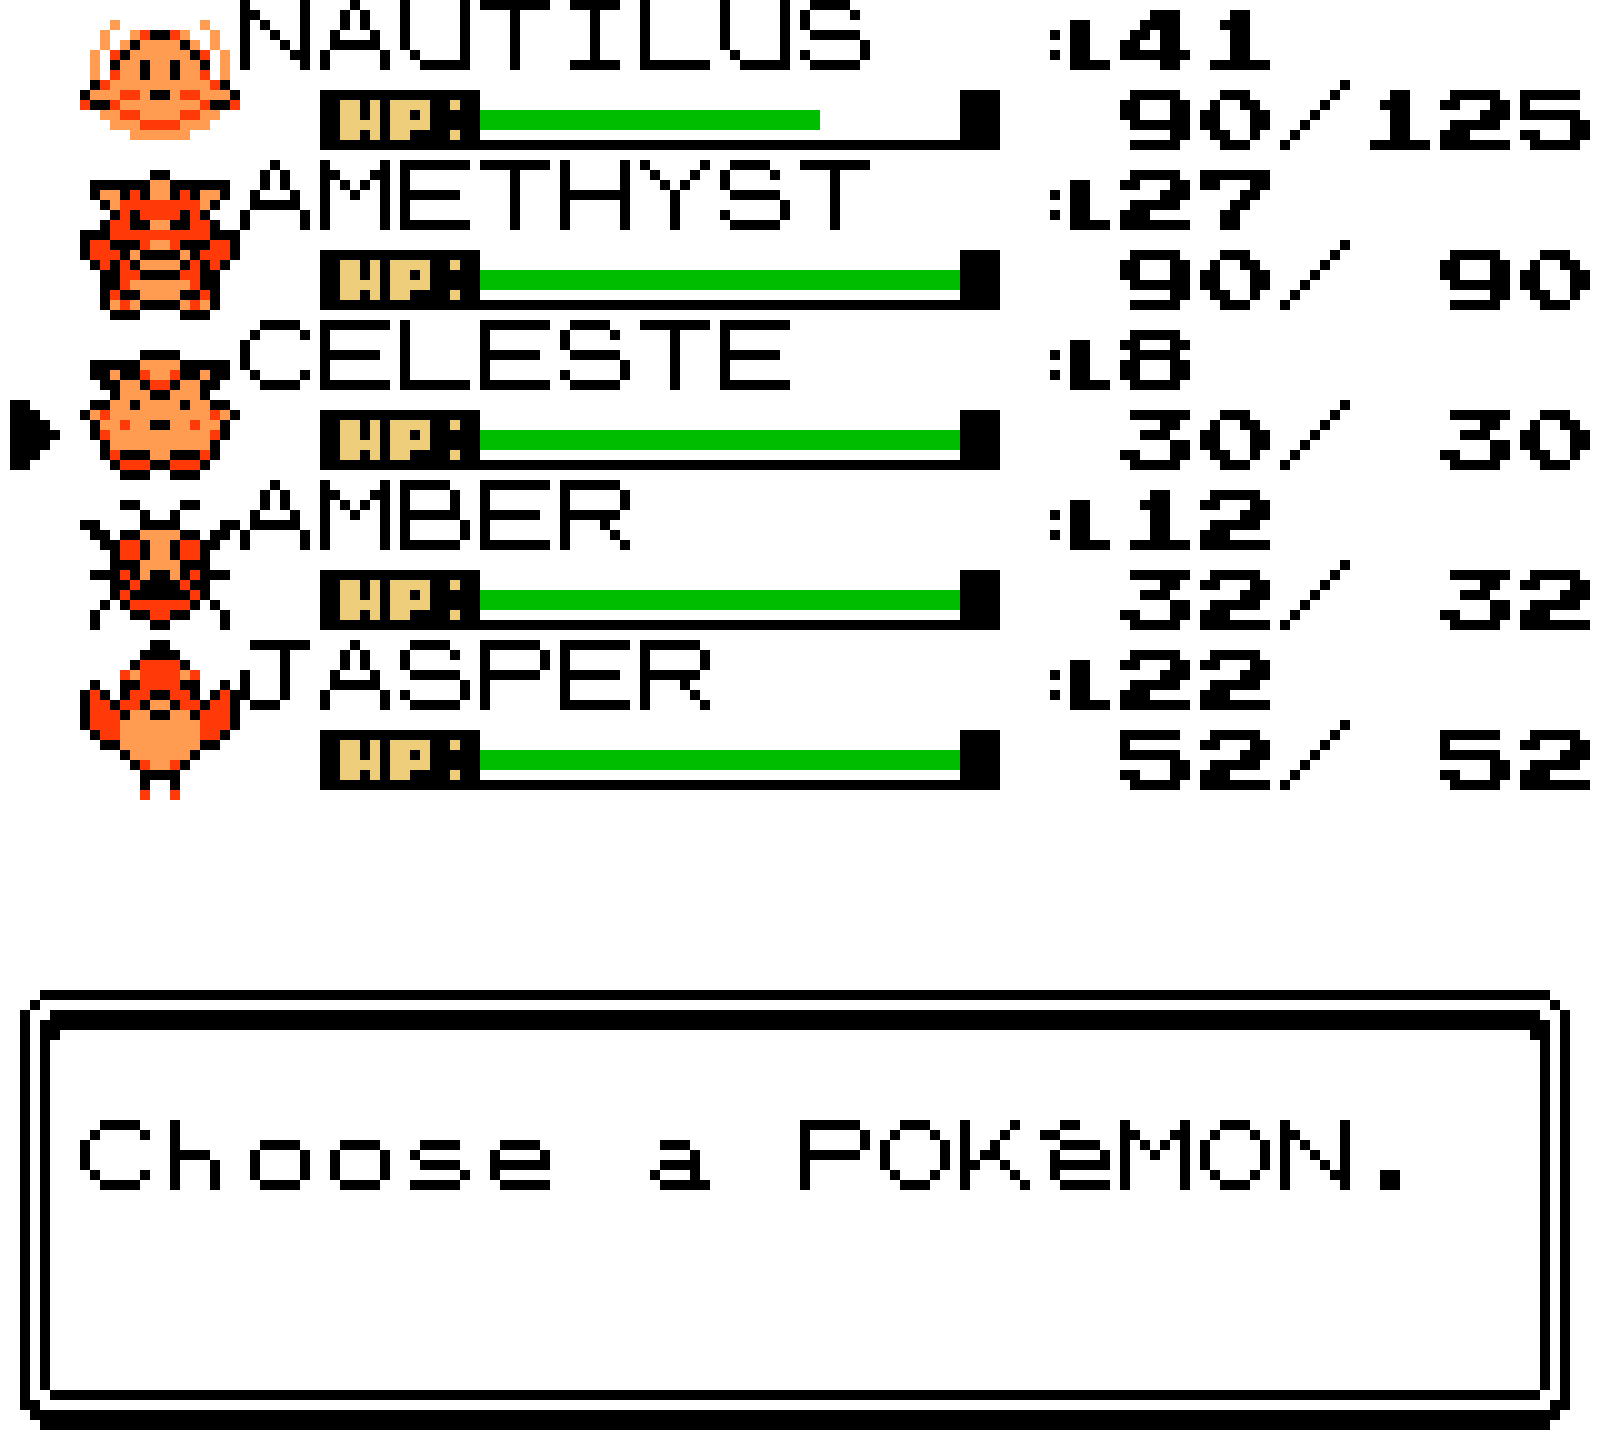 NAUTILUS :L41
HP: 90/125
AMETHYST :L27
HP: 90/ 90
CELESTE :L8
HP: 30/ 30
AMBER :L12
HP: 32/ 32
JASPER :L22
HP: 52/ 52
Choose a POKéMON.